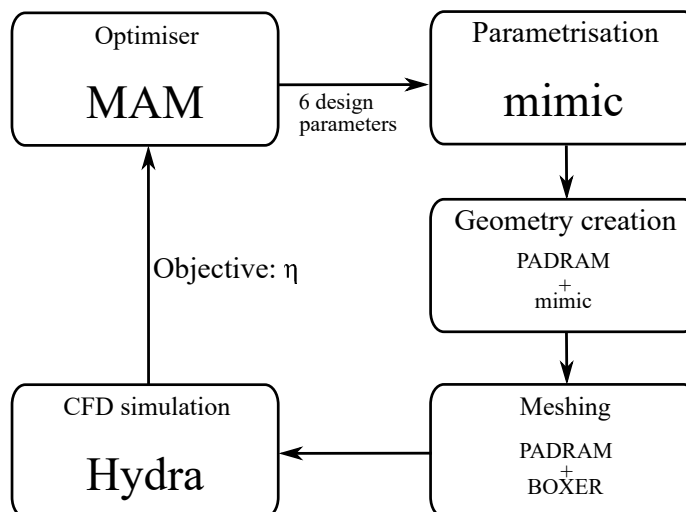 Optimiser
MAM
6 design
parameters
Parametrisation
mimic
Geometry creation
PADRAM
+
mimic
Meshing
PADRAM
+
BOXER
CFD simulation
Hydra
Objective: η